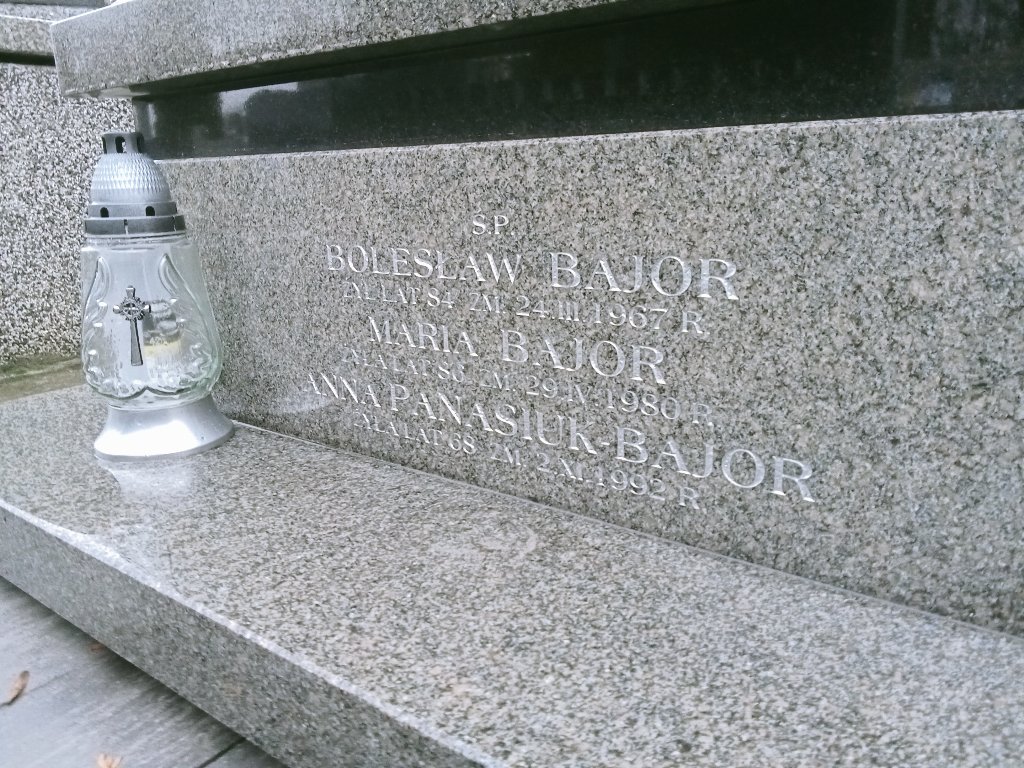 Ś.P.
BOLESŁAW BAJOR
ŻYŁ LAT 84 ZM. 24.III.1967 R.
MARIA BAJOR
ŻYŁA LAT 86 ZM. 29.IV.1980 R.
ANNA PANASIUK-BAJOR
ŻYŁA LAT 68 ZM. 2.XI.1992 R.